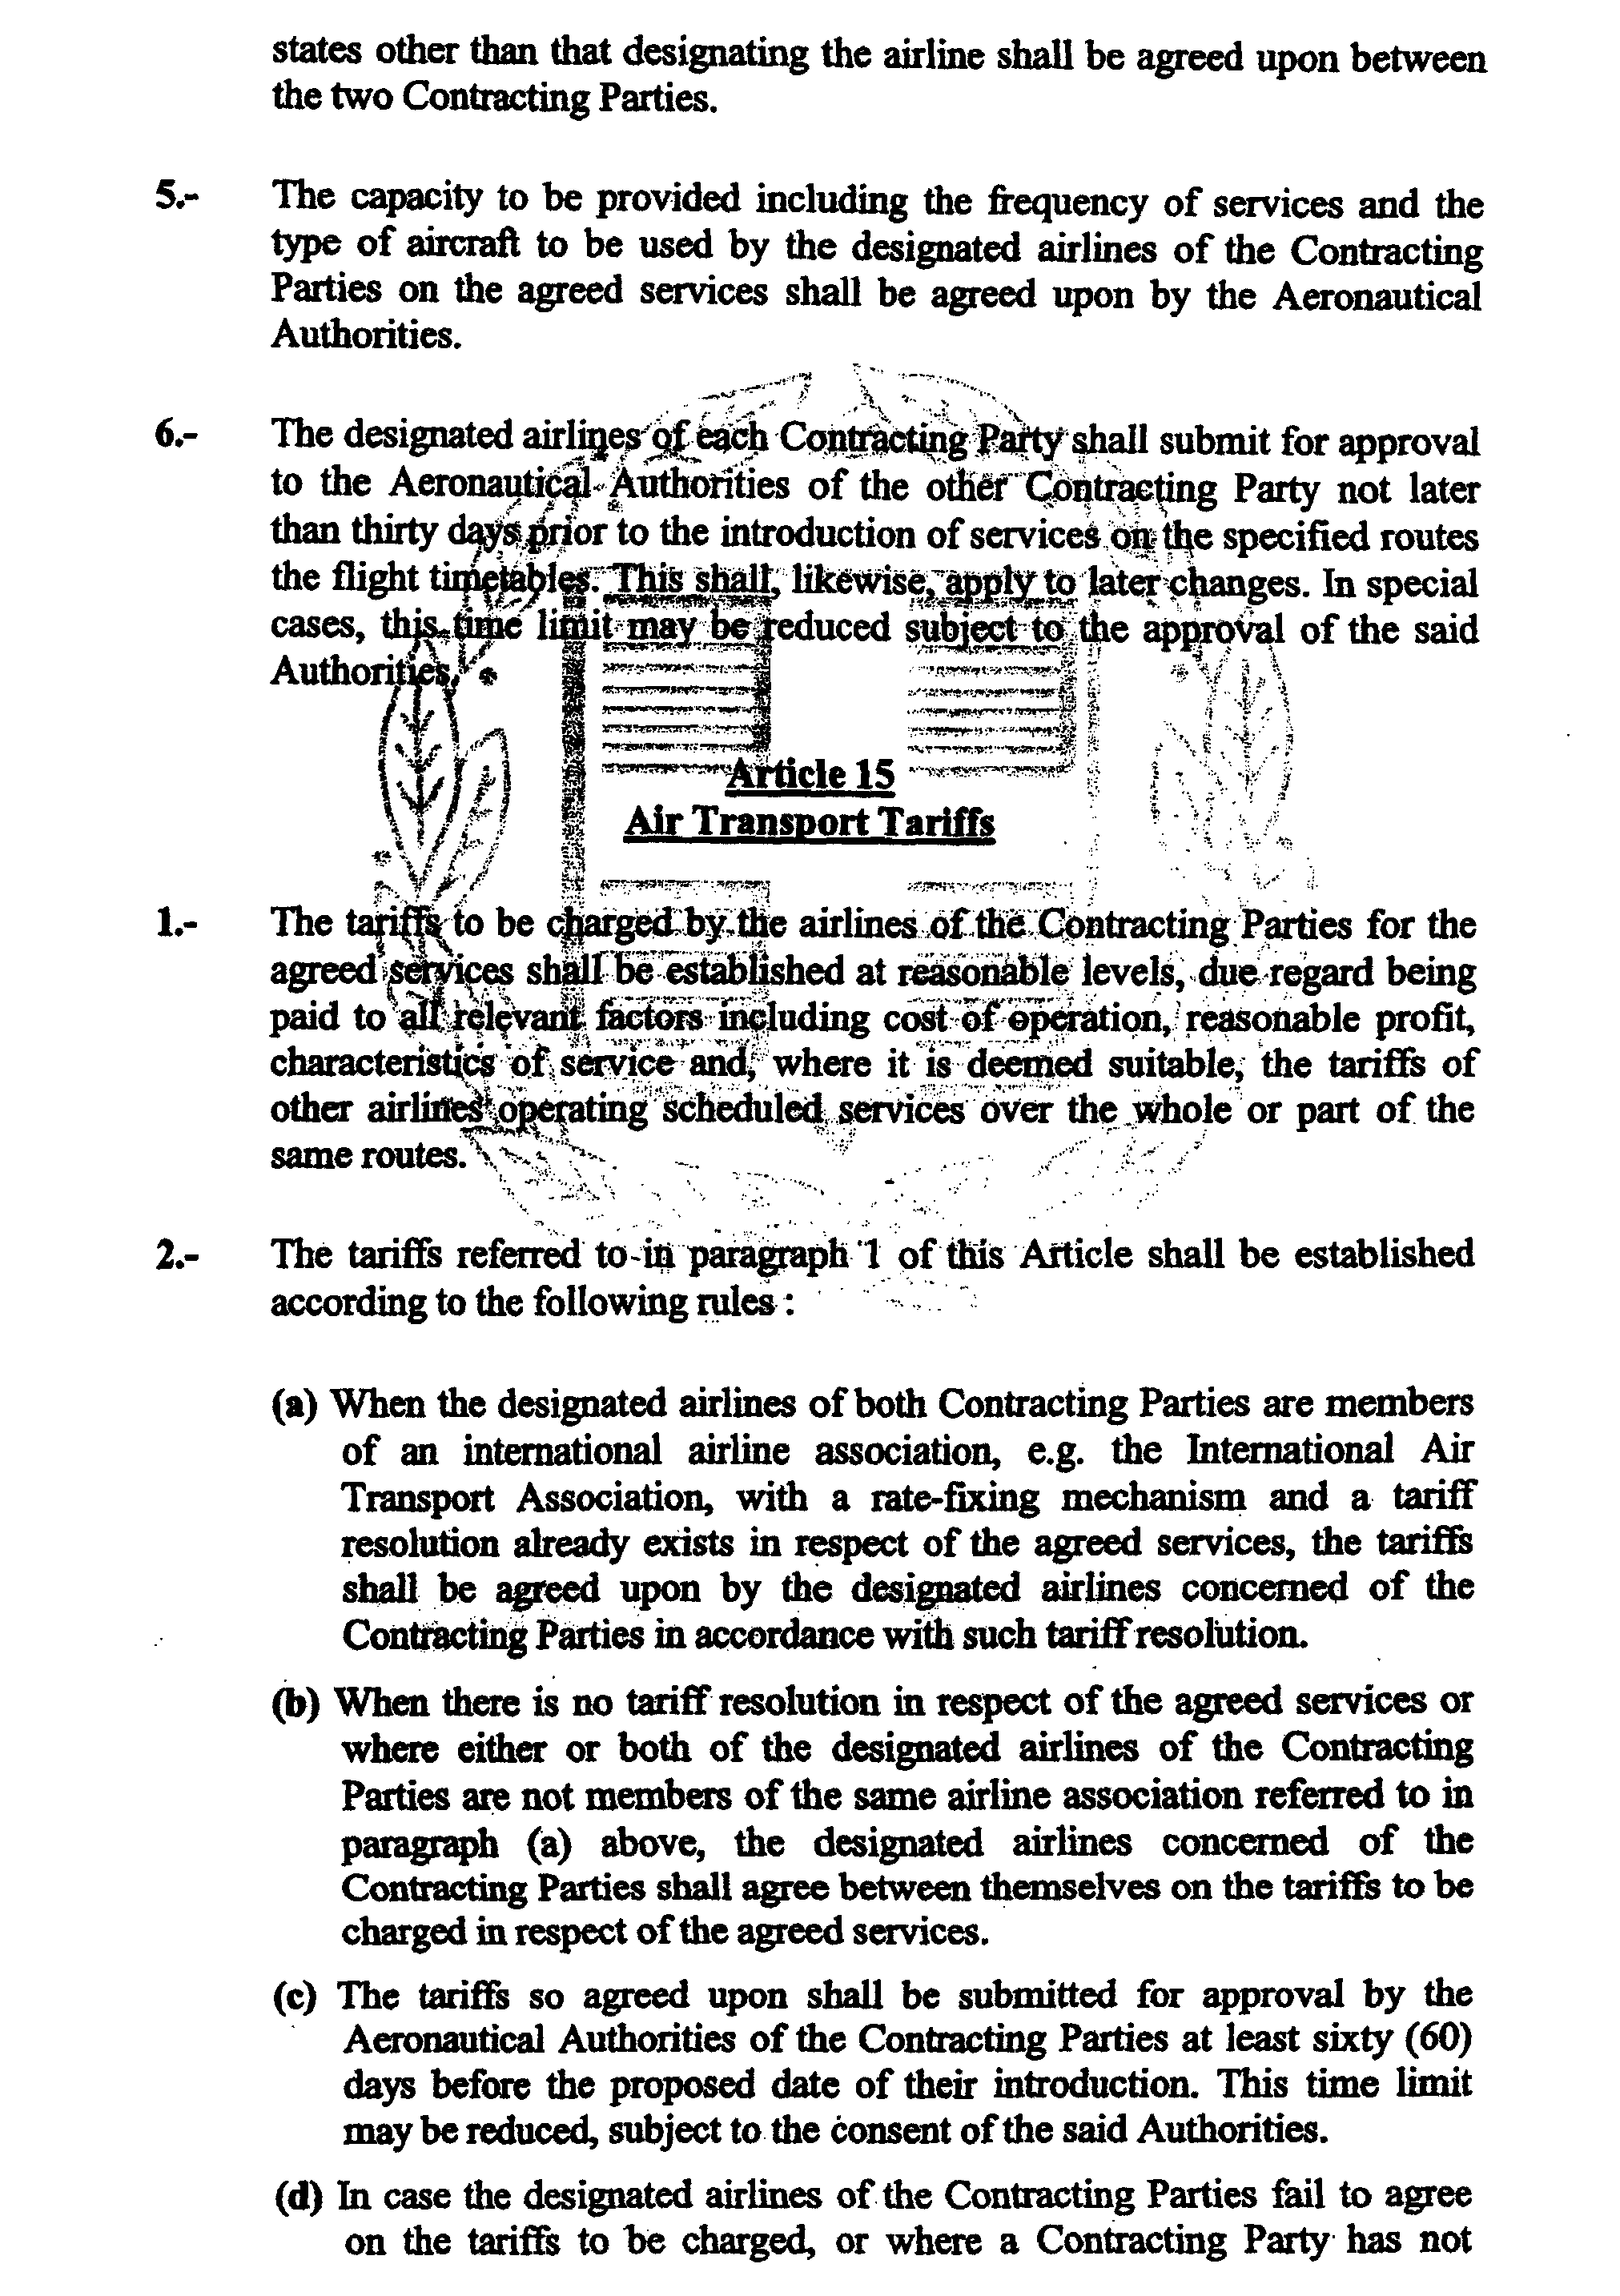 states other than that designating the airline shall be agreed upon between
the two Contracting Parties.
5.- The capacity to be provided including the frequency of services and the
type of aircraft to be used by the designated airlines of the Contracting
Parties on the agreed services shall be agreed upon by the Aeronautical
Authorities.
6.- The designated airlines of each Contracting Party shall submit for approval
to the Aeronautical Authorities of the other Contracting Party not later
than thirty days prior to the introduction of services on the specified routes
the flight timetables. This shall, likewise, apply to later changes. In special
cases, this time limit may be reduced subject to the approval of the said
Authorities.
Article 15
Air Transport Tariffs
1.- The tariffs to be charged by the airlines of the Contracting Parties for the
agreed services shall be established at reasonable levels, due regard being
paid to all relevant factors including cost of operation, reasonable profit,
characteristics of service and, where it is deemed suitable, the tariffs of
other airlines operating scheduled services over the whole or part of the
same routes.
2.- The tariffs referred to in paragraph 1 of this Article shall be established
according to the following rules :
(a) When the designated airlines of both Contracting Parties are members
of an international airline association, e.g. the International Air
Transport Association, with a rate-fixing mechanism and a tariff
resolution already exists in respect of the agreed services, the tariffs
shall be agreed upon by the designated airlines concerned of the
Contracting Parties in accordance with such tariff resolution.
(b) When there is no tariff resolution in respect of the agreed services or
where either or both of the designated airlines of the Contracting
Parties are not members of the same airline association referred to in
paragraph (a) above, the designated airlines concerned of the
Contracting Parties shall agree between themselves on the tariffs to be
charged in respect of the agreed services.
(c) The tariffs so agreed upon shall be submitted for approval by the
Aeronautical Authorities of the Contracting Parties at least sixty (60)
days before the proposed date of their introduction. This time limit
may be reduced, subject to the consent of the said Authorities.
(d) In case the designated airlines of the Contracting Parties fail to agree
on the tariffs to be charged, or where a Contracting Party has not